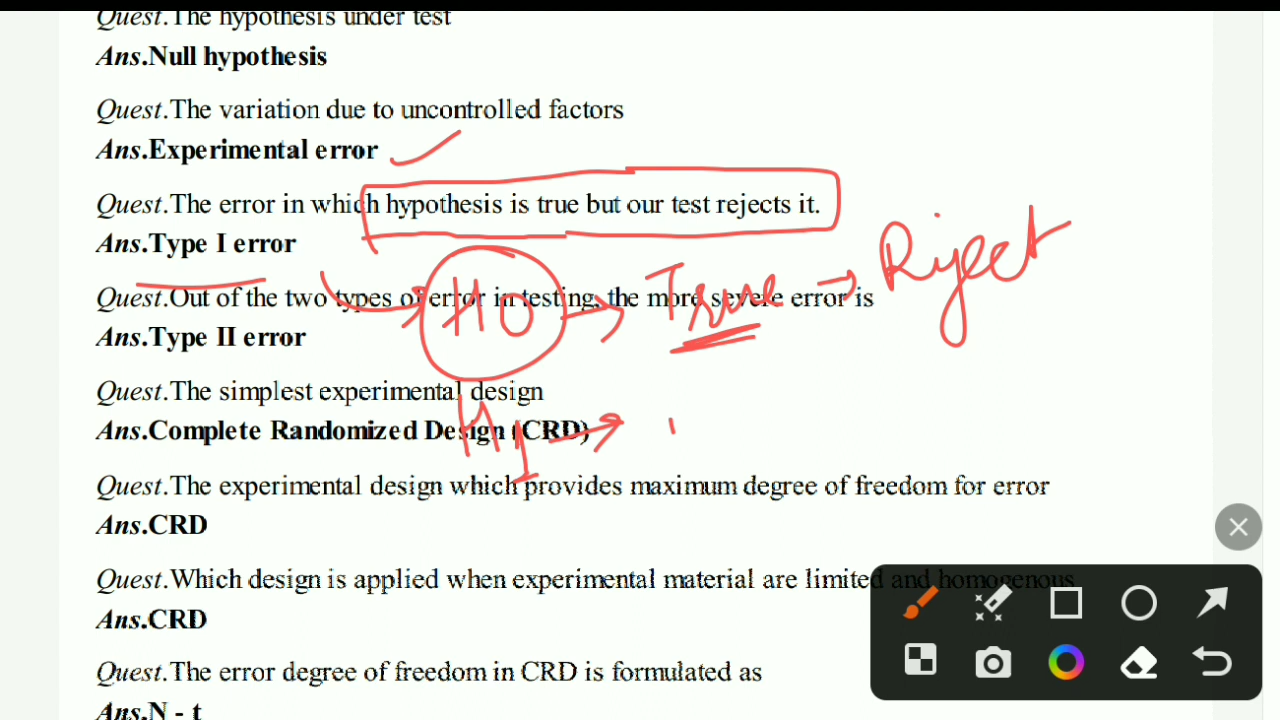 Quest.The hypothesis under test
Ans.Null hypothesis
Quest.The variation due to uncontrolled factors
Ans.Experimental error
Quest.The error in which hypothesis is true but our test rejects it.
Ans.Type I error
Quest.Out of the two types of error in testing, the more severe error is
Ans.Type II error
H0 → True → Riject
Quest.The simplest experimental design
Ans.Complete Randomized Design (CRD)
H1 →
Quest.The experimental design which provides maximum degree of freedom for error
Ans.CRD
Quest.Which design is applied when experimental material are limited and homogenous
Ans.CRD
Quest.The error degree of freedom in CRD is formulated as
Ans.N - t